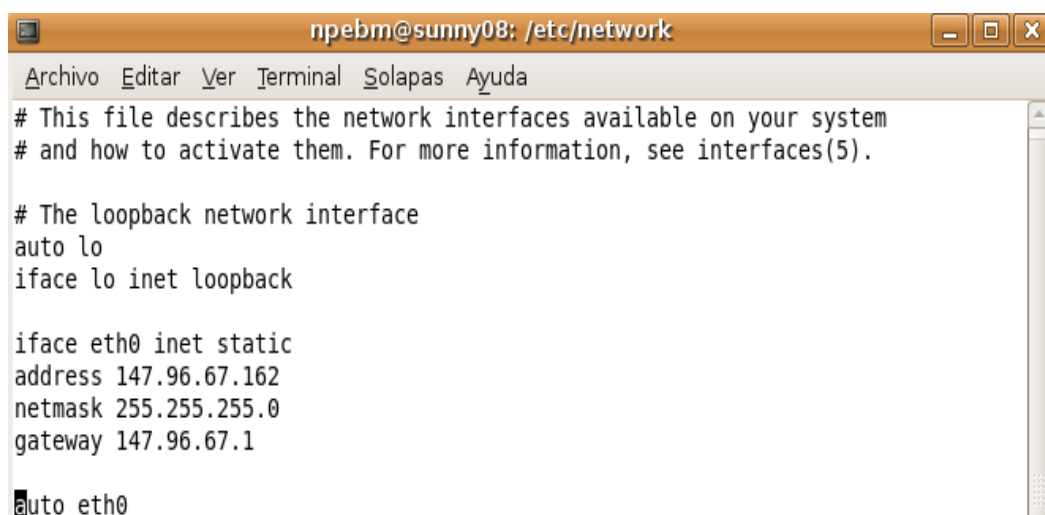 npebm@sunny08: /etc/network
Archivo Editar Ver Terminal Solapas Ayuda
# This file describes the network interfaces available on your system
# and how to activate them. For more information, see interfaces(5).
# The loopback network interface
auto lo
iface lo inet loopback
iface eth0 inet static
address 147.96.67.162
netmask 255.255.255.0
gateway 147.96.67.1
auto eth0